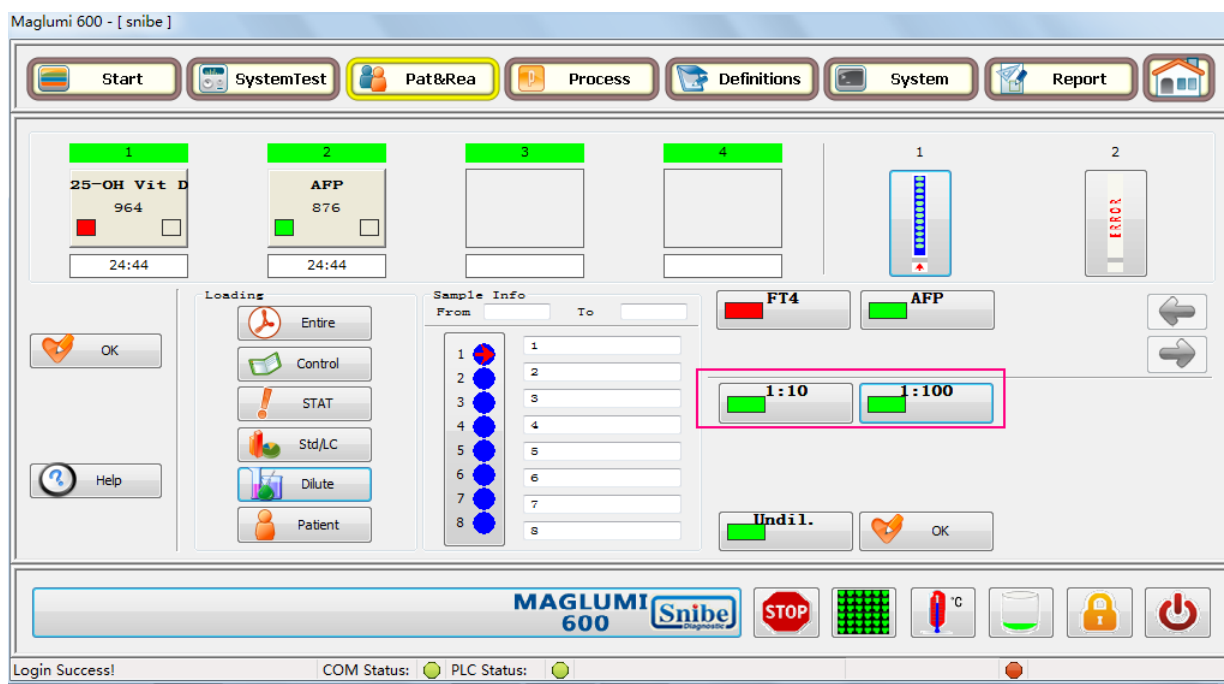 Maglumi 600 - [ snibe ]
Start SystemTest Pat&Rea Process Definitions System Report
1 2 3 4 1 2
25-OH Vit D AFP
964 876
ERROR
24:44 24:44
Loading Sample Info FT4 AFP
From To
Entire
OK
Control
STAT
Std/LC
Help
Dilute
Patient
1 1
2 2
3 3
4 4
5 5
6 6
7 7
8 8
1:10 1:100
Undil. OK
MAGLUMI
600
Snibe
Diagnostic
STOP
°C
Login Success! COM Status: PLC Status: